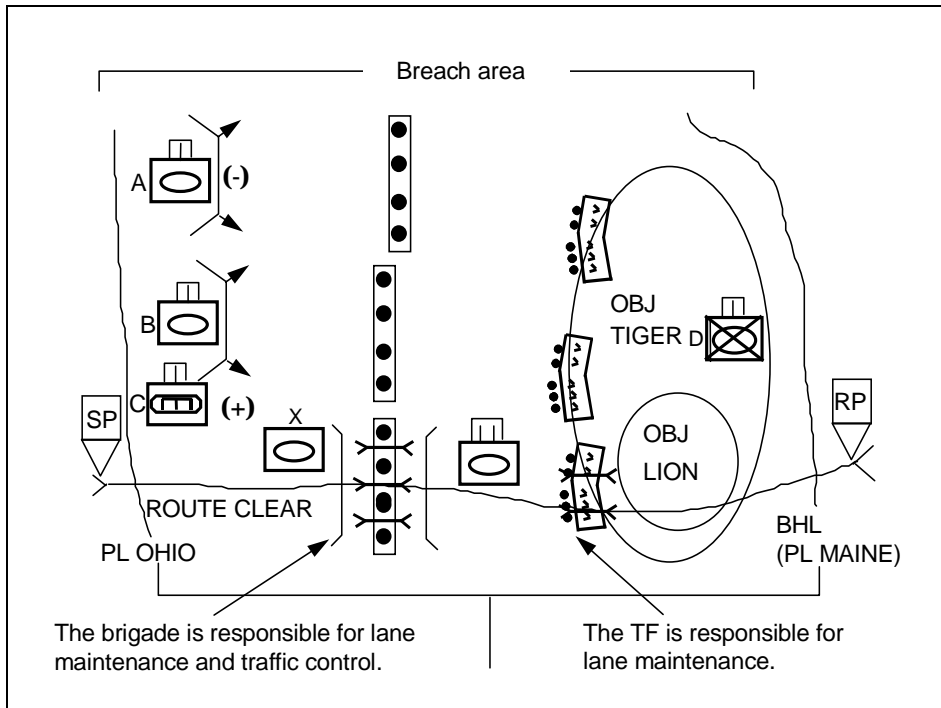 Breach area
A
(-)
B
C
(+)
SP
X
ROUTE CLEAR
PL OHIO
OBJ
TIGER D
OBJ
LION
RP
BHL
(PL MAINE)
The brigade is responsible for lane
maintenance and traffic control.
The TF is responsible for
lane maintenance.